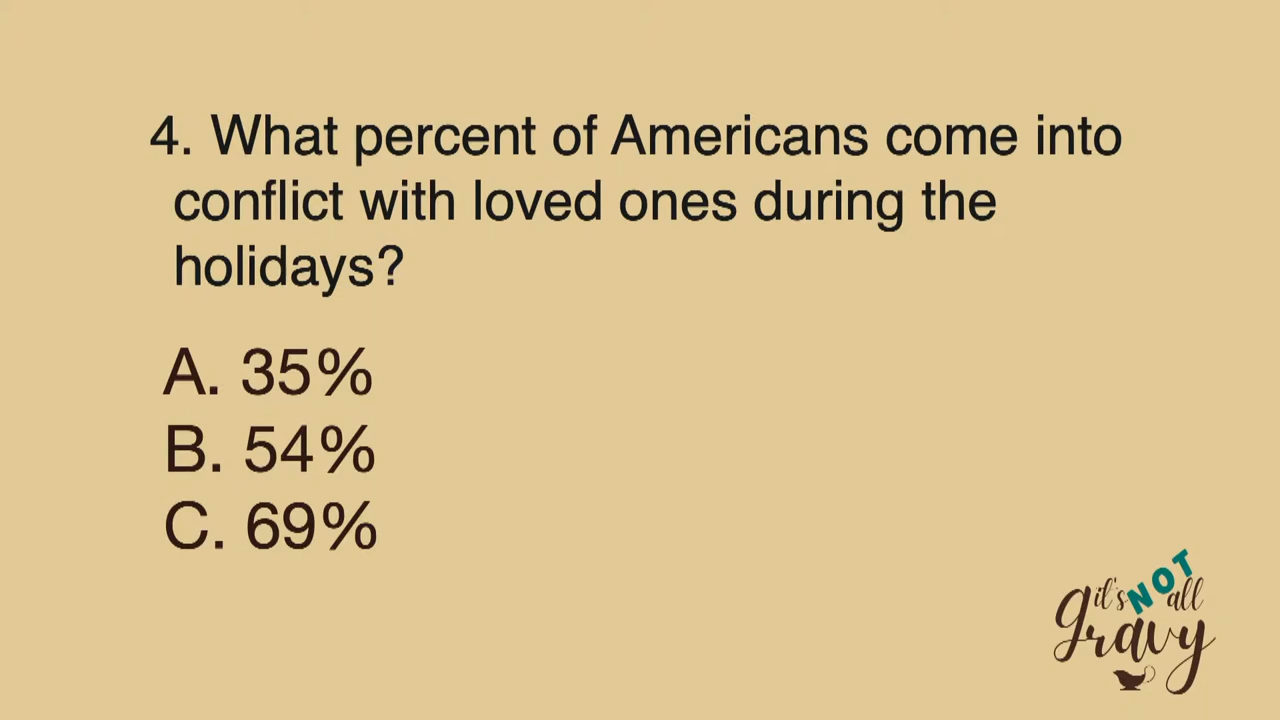 4. What percent of Americans come into
conflict with loved ones during the
holidays?
A. 35%
B. 54%
C. 69%
it's NOT all
gravy